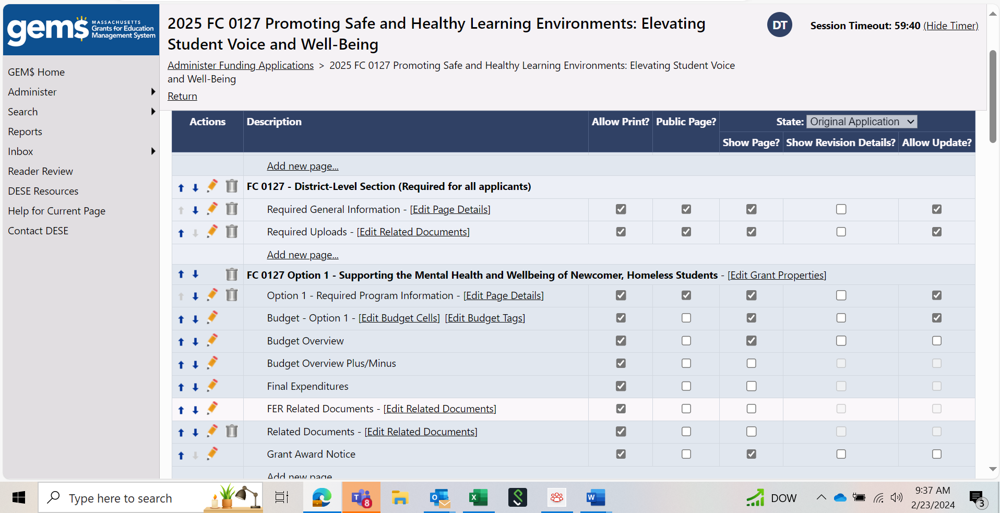 gem$ MASSACHUSETTS
Grants for Education
Management System
2025 FC 0127 Promoting Safe and Healthy Learning Environments: Elevating
Student Voice and Well-Being
DT
Session Timeout: 59:40 (Hide Timer)
Administer Funding Applications > 2025 FC 0127 Promoting Safe and Healthy Learning Environments: Elevating Student Voice
and Well-Being
Return
GEM$ Home
Administer
Search
Reports
Inbox
Reader Review
DESE Resources
Help for Current Page
Contact DESE
Actions Description Allow Print? Public Page? State: Original Application
Show Page? Show Revision Details? Allow Update?
Add new page...
FC 0127 - District-Level Section (Required for all applicants)
Required General Information - [Edit Page Details]
Required Uploads - [Edit Related Documents]
Add new page...
FC 0127 Option 1 - Supporting the Mental Health and Wellbeing of Newcomer, Homeless Students - [Edit Grant Properties]
Option 1 - Required Program Information - [Edit Page Details]
Budget - Option 1 - [Edit Budget Cells] [Edit Budget Tags]
Budget Overview
Budget Overview Plus/Minus
Final Expenditures
FER Related Documents - [Edit Related Documents]
Related Documents - [Edit Related Documents]
Grant Award Notice
Add new page
Type here to search
T
8
O
X
S
W
DOW
9:37 AM
2/23/2024
3